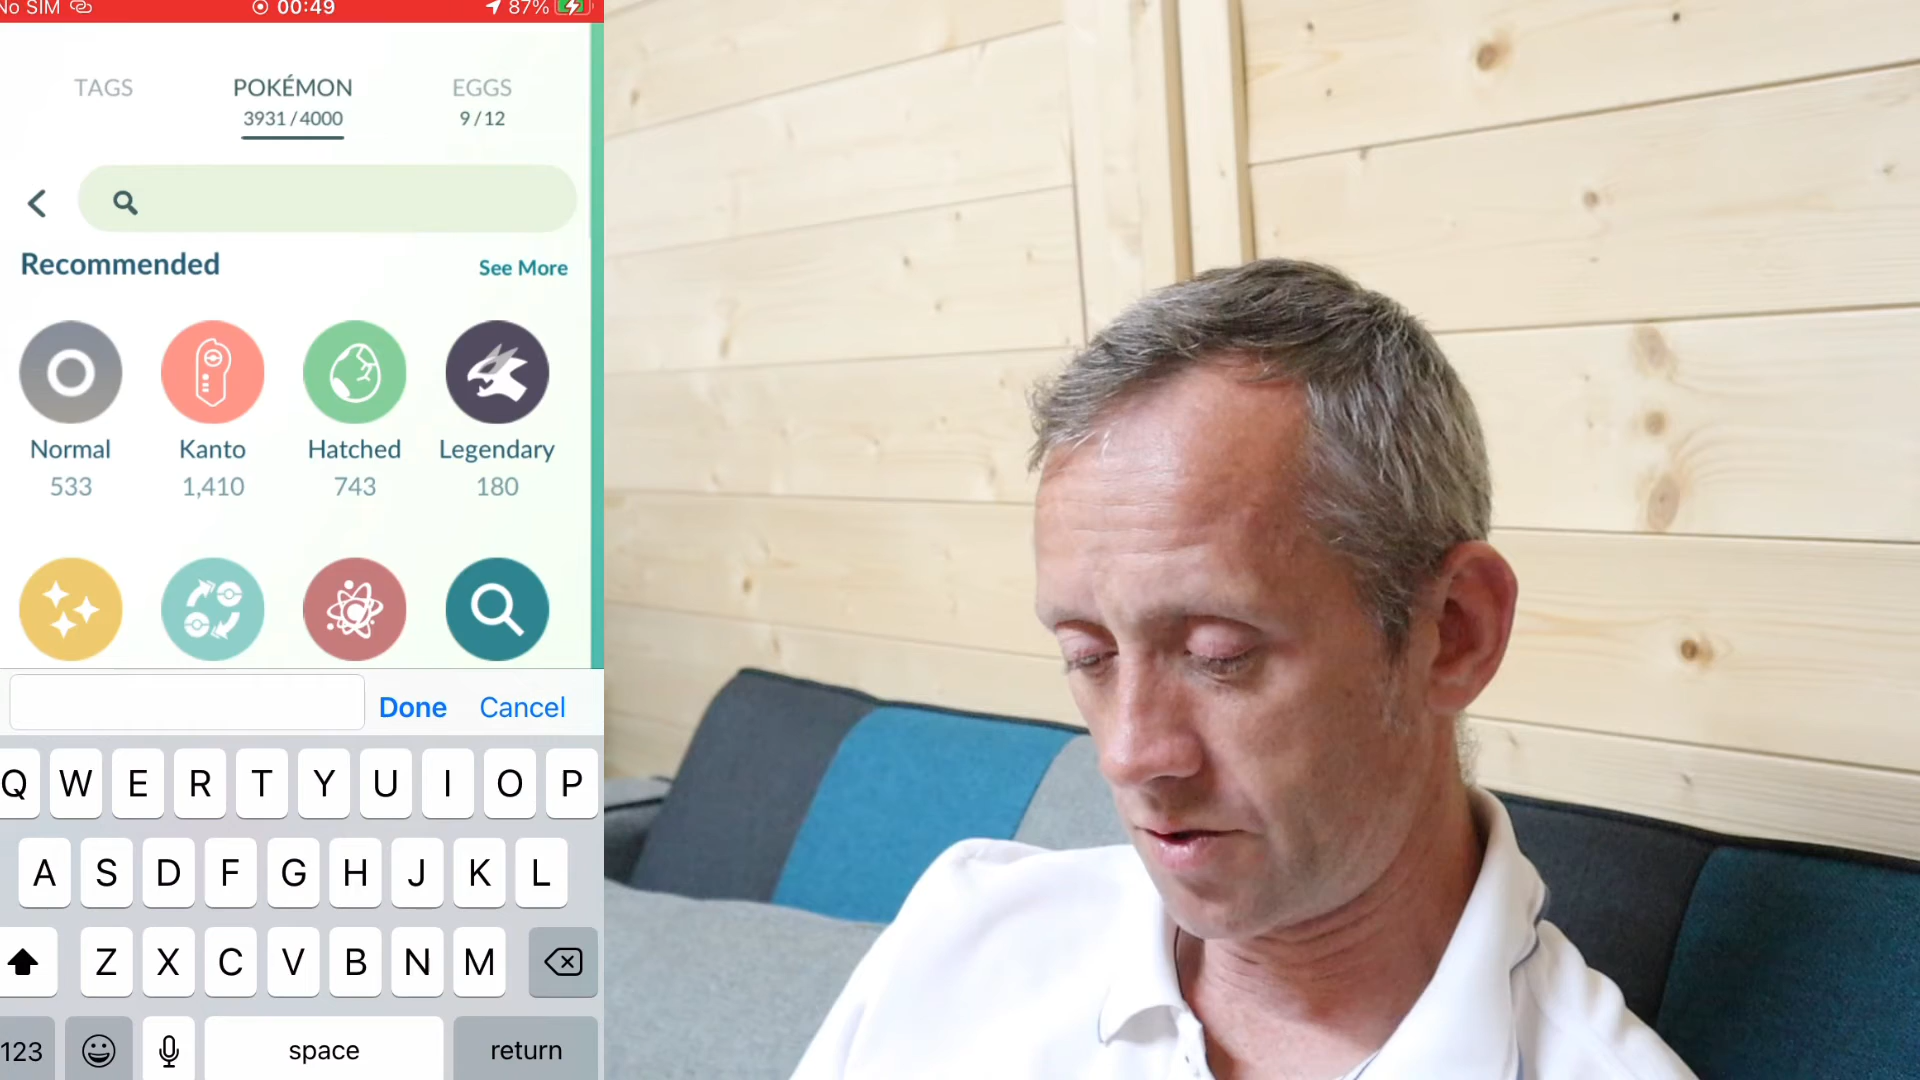 No SIM 00:49 87%
TAGS POKÉMON EGGS
3931/4000 9/12
Recommended See More
Normal Kanto Hatched Legendary
533 1,410 743 180
Done Cancel
Q W E R T Y U I O P
A S D F G H J K L
Z X C V B N M
123 space return